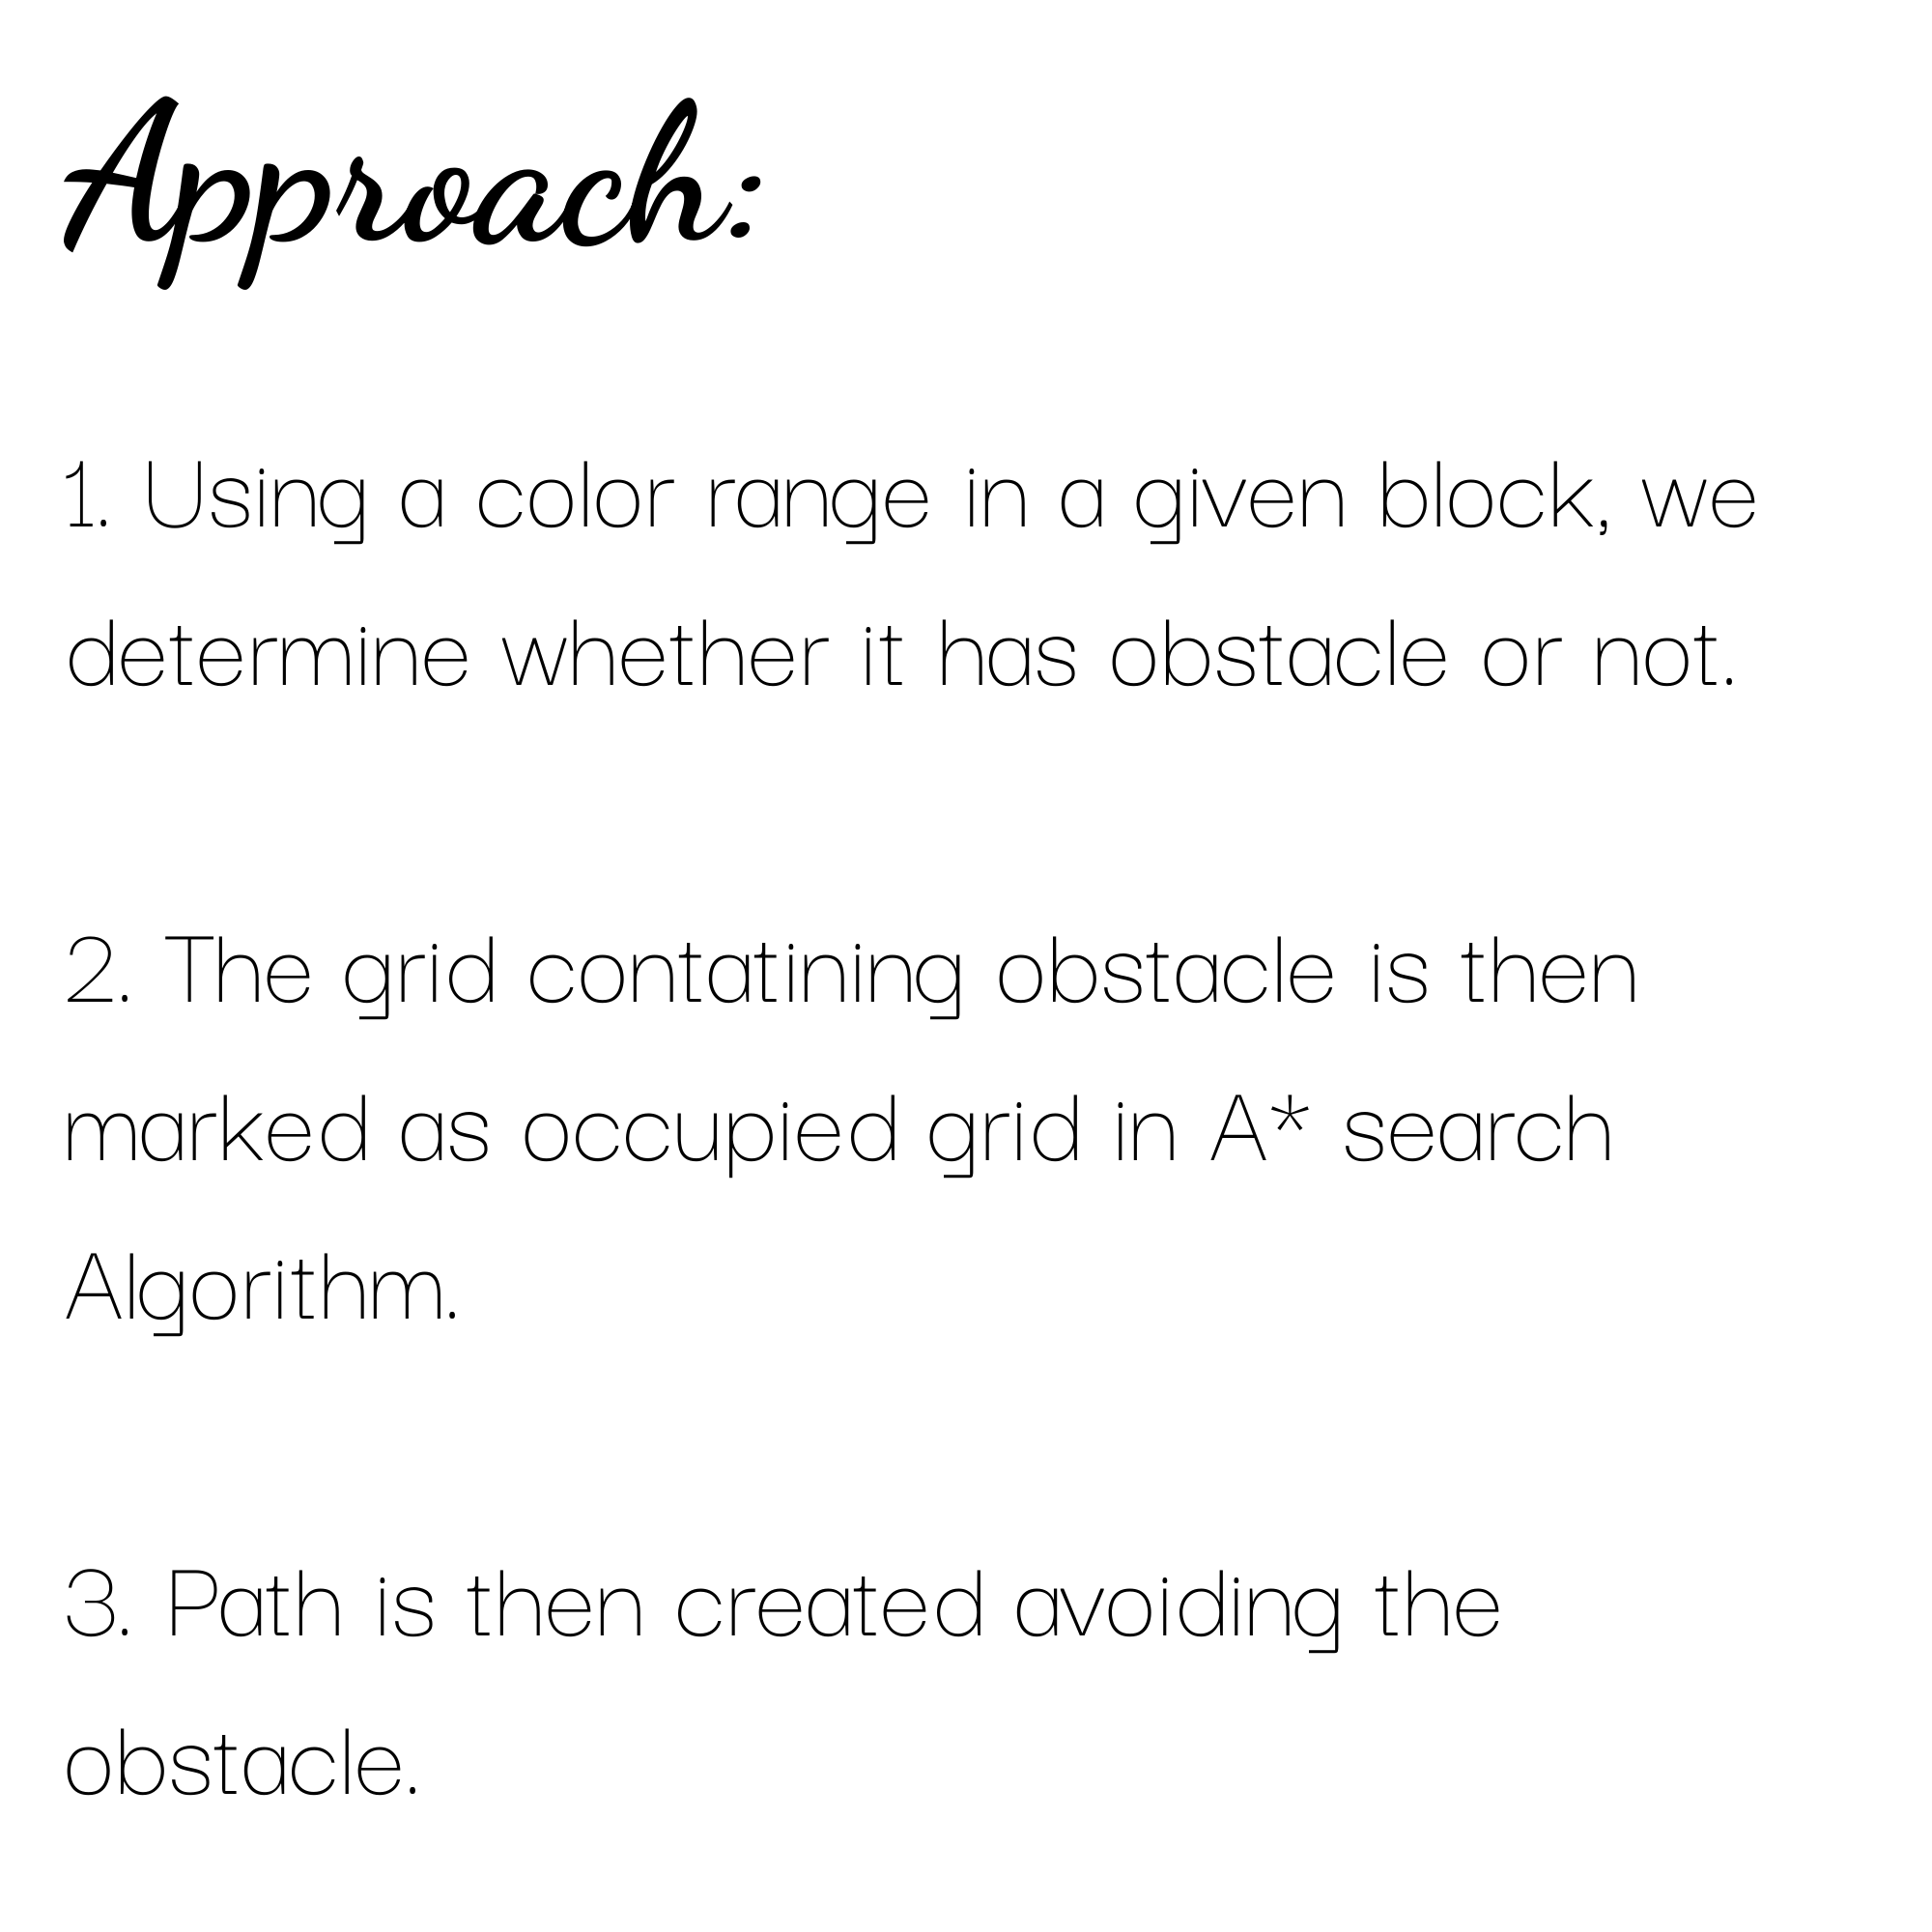 Approach:
1. Using a color range in a given block, we
determine whether it has obstacle or not.
2. The grid contatining obstacle is then
marked as occupied grid in A* search
Algorithm.
3. Path is then created avoiding the
obstacle.